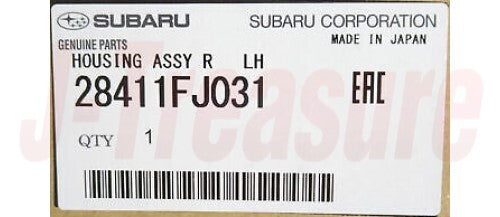 SUBARU SUBARU CORPORATION
GENUINE PARTS MADE IN JAPAN
HOUSING ASSY R LH
28411FJ031 EAC
QTY 1
J-Treasure